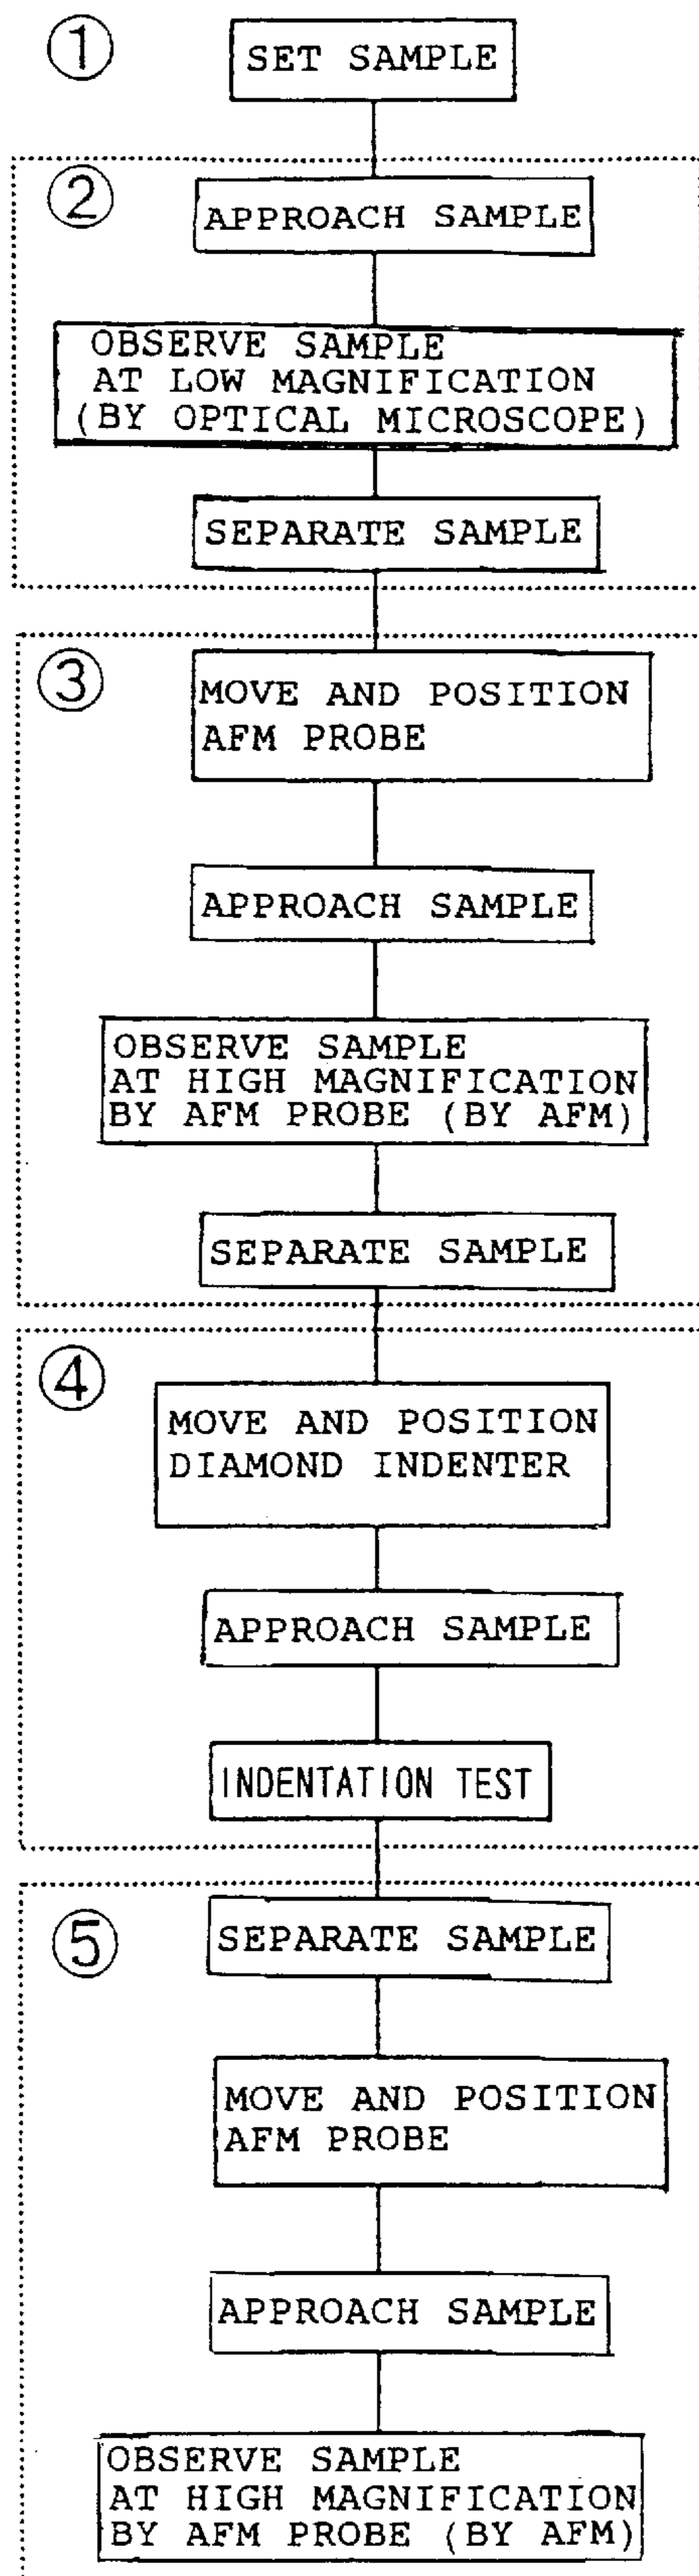 ①
SET SAMPLE
②
APPROACH SAMPLE
OBSERVE SAMPLE
AT LOW MAGNIFICATION
(BY OPTICAL MICROSCOPE)
SEPARATE SAMPLE
③
MOVE AND POSITION
AFM PROBE
APPROACH SAMPLE
OBSERVE SAMPLE
AT HIGH MAGNIFICATION
BY AFM PROBE (BY AFM)
SEPARATE SAMPLE
④
MOVE AND POSITION
DIAMOND INDENTER
APPROACH SAMPLE
INDENTATION TEST
⑤
SEPARATE SAMPLE
MOVE AND POSITION
AFM PROBE
APPROACH SAMPLE
OBSERVE SAMPLE
AT HIGH MAGNIFICATION
BY AFM PROBE (BY AFM)